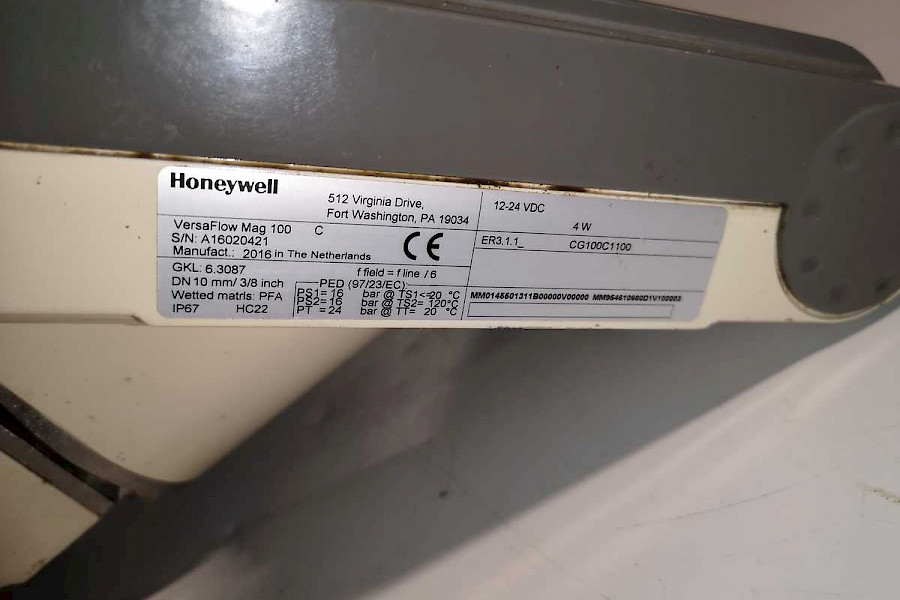 Honeywell
512 Virginia Drive,
Fort Washington, PA 19034
VersaFlow Mag 100 C
S/N: A16020421
Manufact.: 2016 in The Netherlands
CE
GKL: 6.3087
f field = f line / 6
DN 10 mm/ 3/8 inch
Wetted matrls: PFA
IP67 HC22
PED (97/23/EC):
PS1= 16 bar @ TS1<=20 °C
PS2= 16 bar @ TS2= 120°C
PT = 24 bar @ TT= 20 °C
12-24 VDC
4 W
ER3.1.1_ CG100C1100